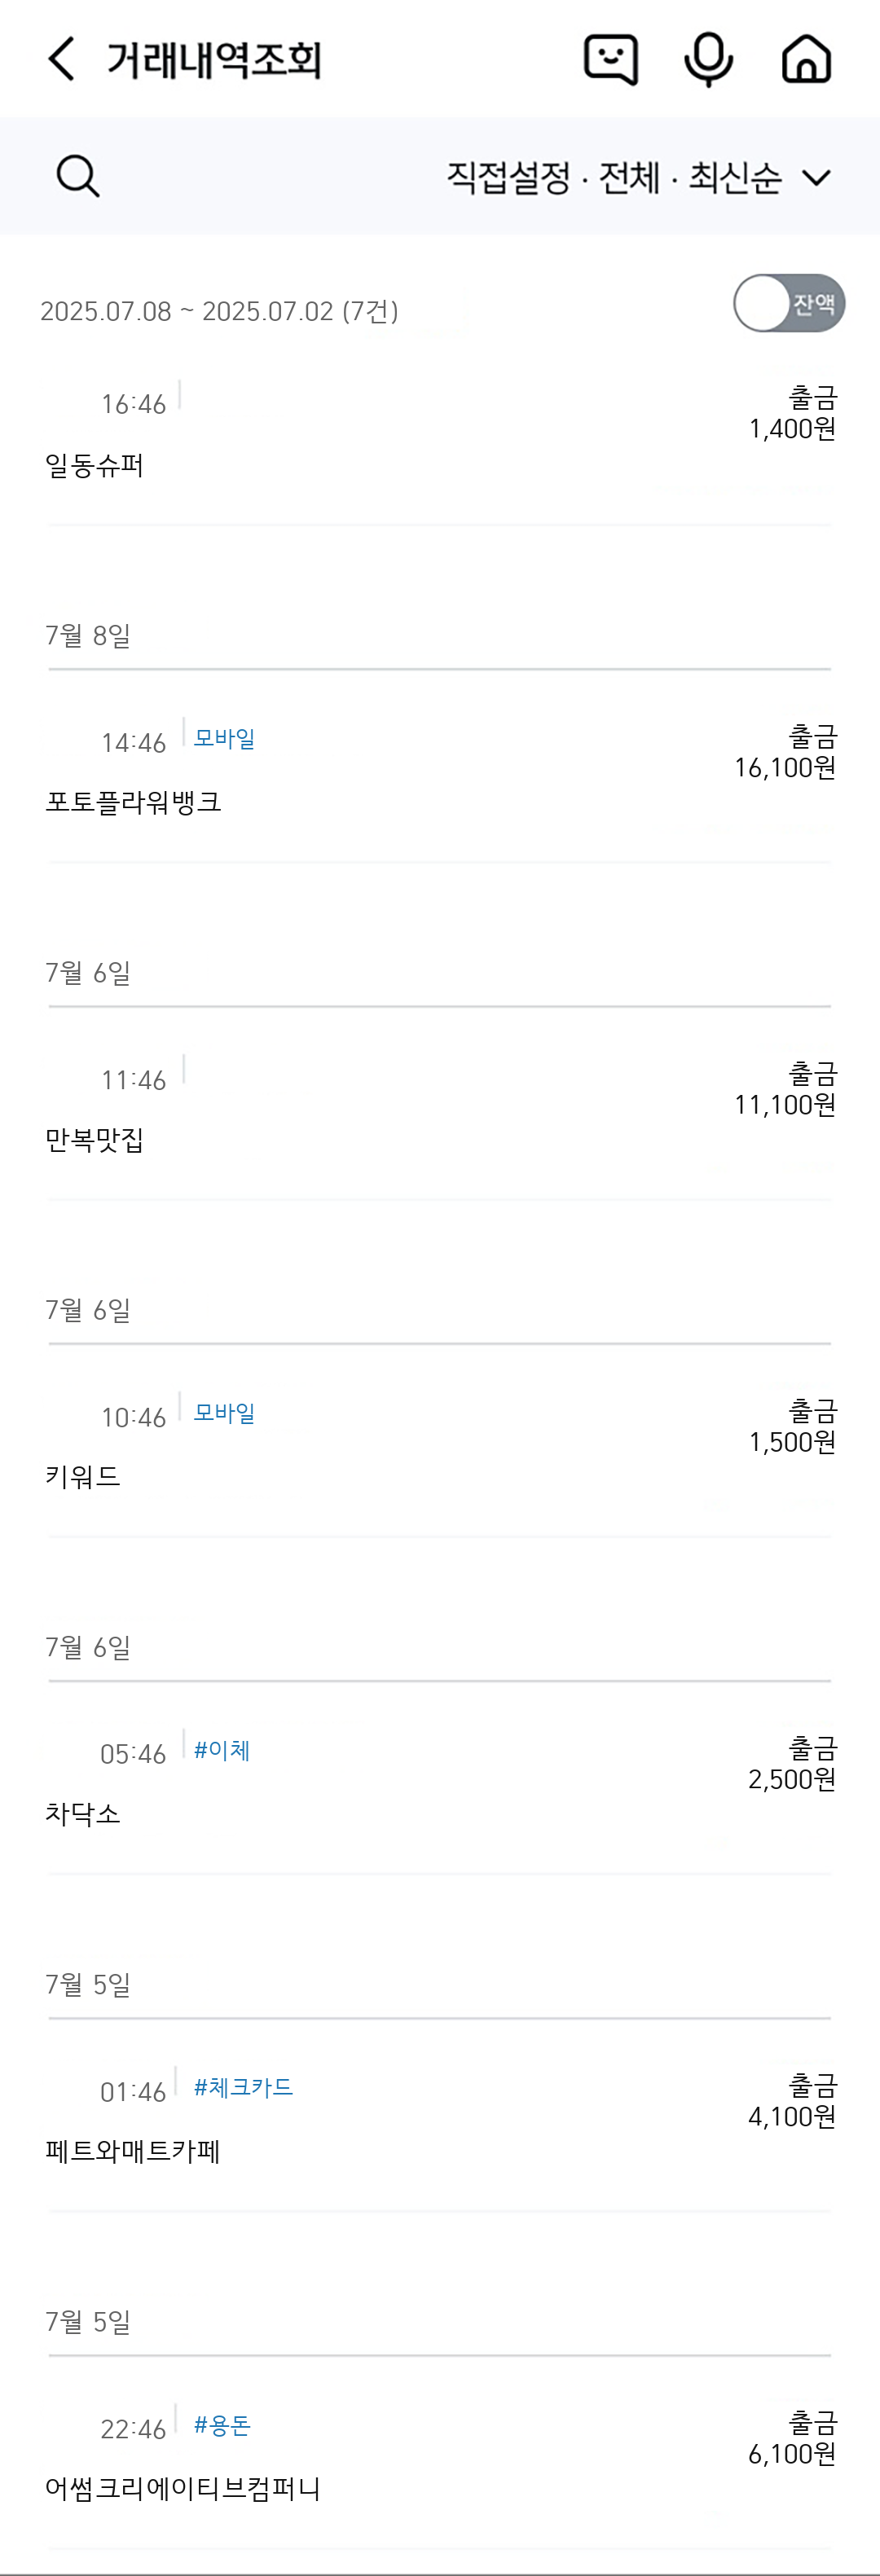 거래내역조회
직접설정 · 전체 · 최신순
2025.07.08 ~ 2025.07.02 (7건)
잔액
16:46
출금
1,400원
일동슈퍼
7월 8일
14:46 모바일
출금
16,100원
포토플라워뱅크
7월 6일
11:46
출금
11,100원
만복맛집
7월 6일
10:46 모바일
출금
1,500원
키워드
7월 6일
05:46 #이체
출금
2,500원
차닥소
7월 5일
01:46 #체크카드
출금
4,100원
페트와매트카페
7월 5일
22:46 #용돈
출금
6,100원
어썸크리에이티브컴퍼니